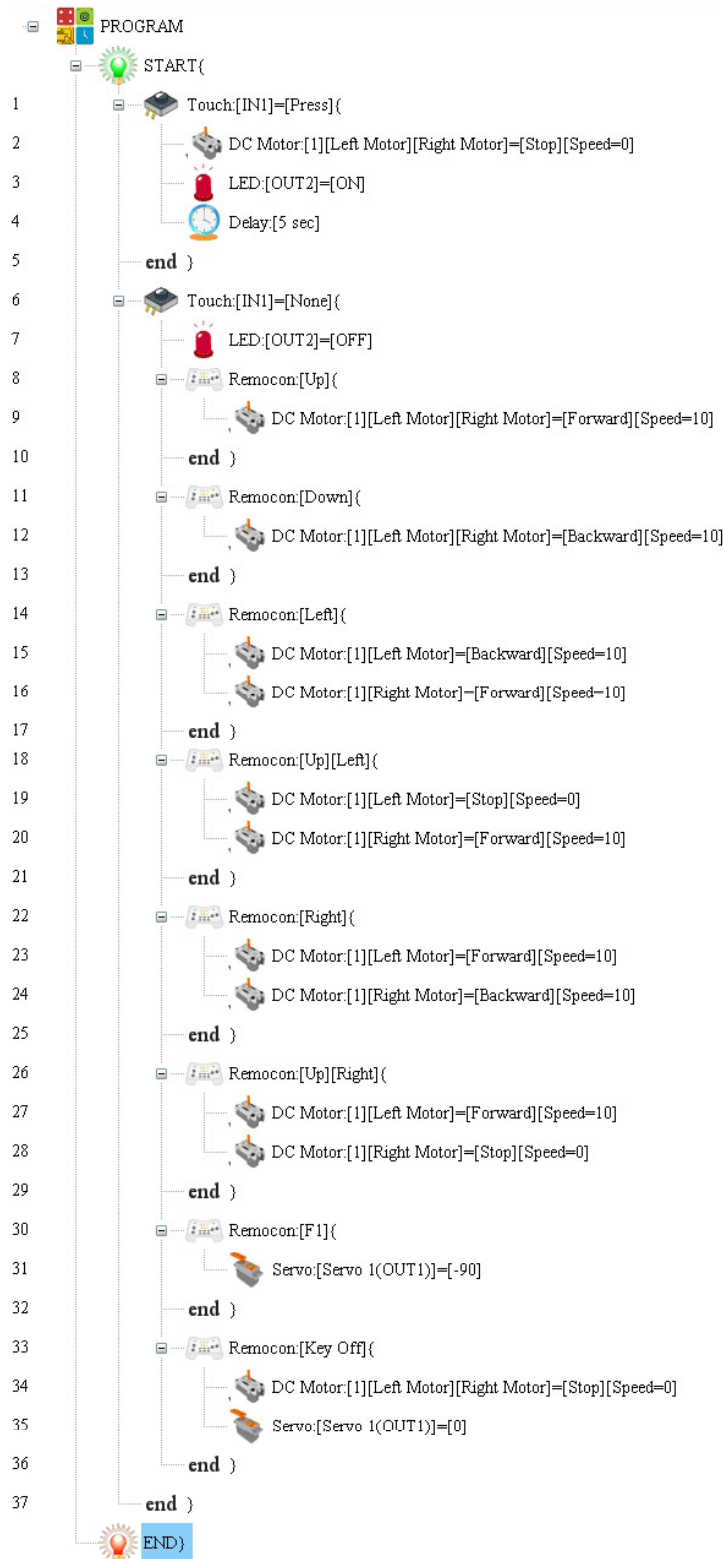 PROGRAM
START{
1 Touch:[IN1]=[Press]{
2 DC Motor:[1][Left Motor][Right Motor]=[Stop][Speed=0]
3 LED:[OUT2]=[ON]
4 Delay:[5 sec]
5 end }
6 Touch:[IN1]=[None]{
7 LED:[OUT2]=[OFF]
8 Remocon:[Up]{
9 DC Motor:[1][Left Motor][Right Motor]=[Forward][Speed=10]
10 end }
11 Remocon:[Down]{
12 DC Motor:[1][Left Motor][Right Motor]=[Backward][Speed=10]
13 end }
14 Remocon:[Left]{
15 DC Motor:[1][Left Motor]=[Backward][Speed=10]
16 DC Motor:[1][Right Motor]=[Forward][Speed=10]
17 end }
18 Remocon:[Up][Left]{
19 DC Motor:[1][Left Motor]=[Stop][Speed=0]
20 DC Motor:[1][Right Motor]=[Forward][Speed=10]
21 end }
22 Remocon:[Right]{
23 DC Motor:[1][Left Motor]=[Forward][Speed=10]
24 DC Motor:[1][Right Motor]=[Backward][Speed=10]
25 end }
26 Remocon:[Up][Right]{
27 DC Motor:[1][Left Motor]=[Forward][Speed=10]
28 DC Motor:[1][Right Motor]=[Stop][Speed=0]
29 end }
30 Remocon:[F1]{
31 Servo:[Servo 1(OUT1)]=[-90]
32 end }
33 Remocon:[Key Off]{
34 DC Motor:[1][Left Motor][Right Motor]=[Stop][Speed=0]
35 Servo:[Servo 1(OUT1)]=[0]
36 end }
37 end }
END}